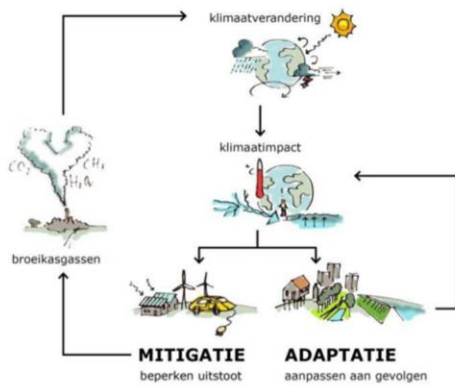 klimaatverandering
klimaatimpact
°C
CO₂
CH₄
H₂O
broeikasgassen
MITIGATIE
beperken uitstoot
ADAPTATIE
aanpassen aan gevolgen